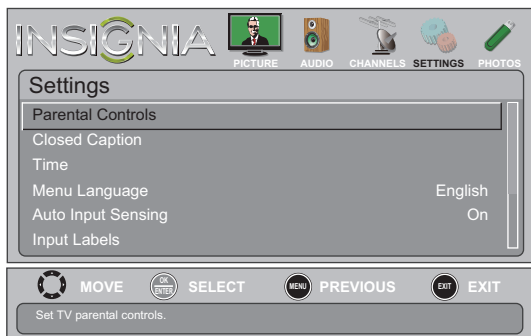 INSIGNIA
PICTURE AUDIO CHANNELS SETTINGS PHOTOS
Settings
Parental Controls
Closed Caption
Time
Menu Language English
Auto Input Sensing On
Input Labels
MOVE OK ENTER SELECT MENU PREVIOUS EXIT EXIT
Set TV parental controls.